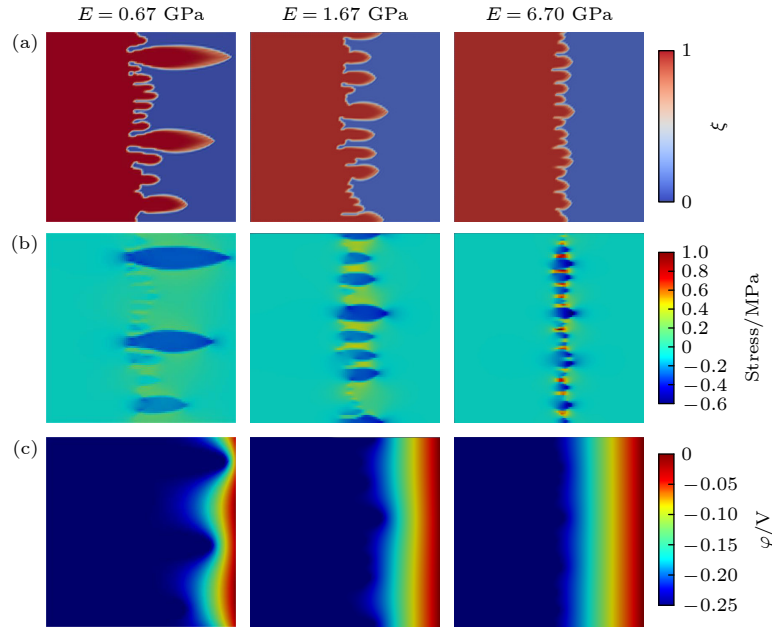 E = 0.67 GPa E = 1.67 GPa E = 6.70 GPa
(a)
1
ξ
0
(b)
1.0
0.8
0.6
0.4
0.2
0
−0.2
−0.4
−0.6
Stress/MPa
(c)
0
−0.05
−0.10
−0.15
−0.20
−0.25
φ/V